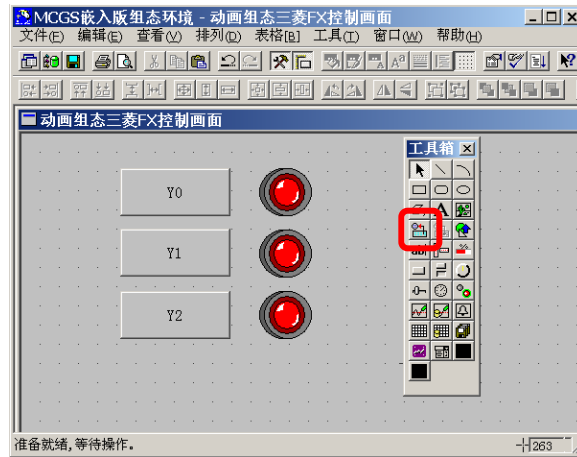 MCGS嵌入版组态环境 - 动画组态三菱FX控制画面
文件(F) 编辑(E) 查看(V) 排列(D) 表格[B] 工具(T) 窗口(W) 帮助(H)
动画组态三菱FX控制画面
工具箱
Y0
A
abl
Y1
Y2
准备就绪,等待操作。
263